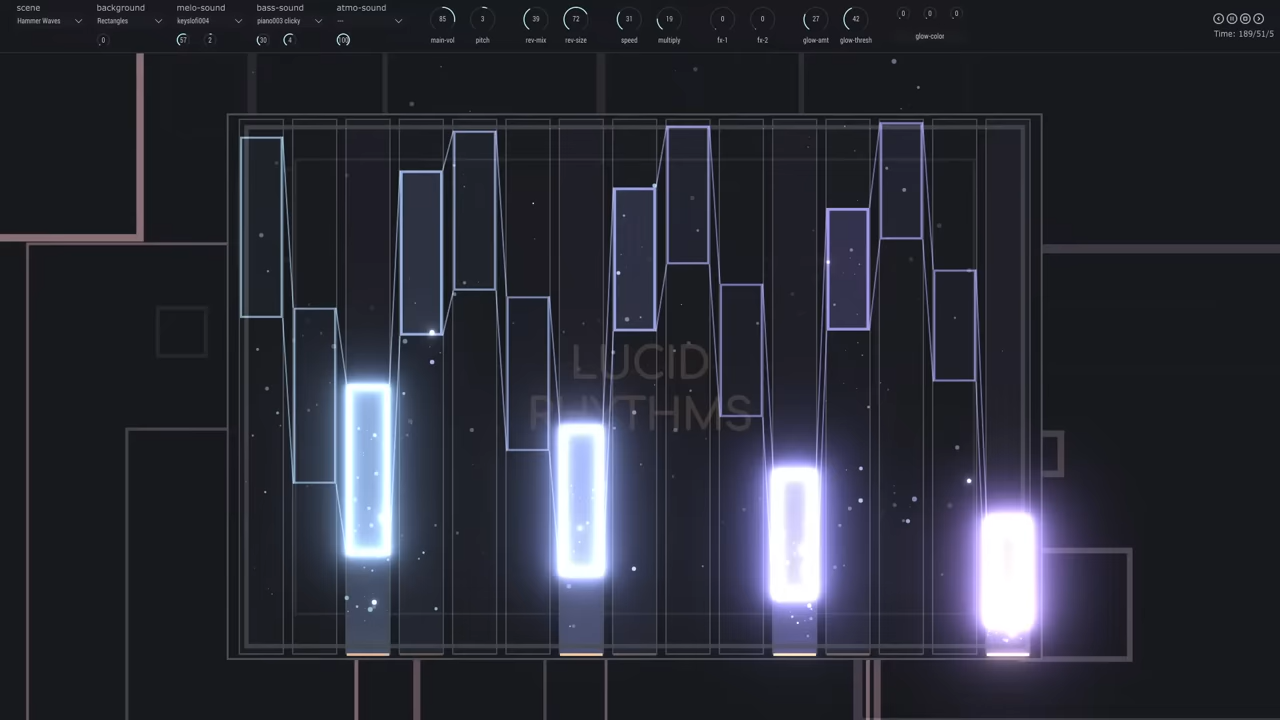 scene
background
melo-sound
bass-sound
atmo-sound
Hammer Waves
Rectangles
keyslofi004
piano003 clicky
---
0
57
2
30
4
100
85
3
39
72
31
19
0
0
27
42
0
0
0
main-vol
pitch
rev-mix
rev-size
speed
multiply
fx-1
fx-2
glow-amt
glow-thresh
glow-color
Time: 189/51/5
LUCID
RHYTHMS